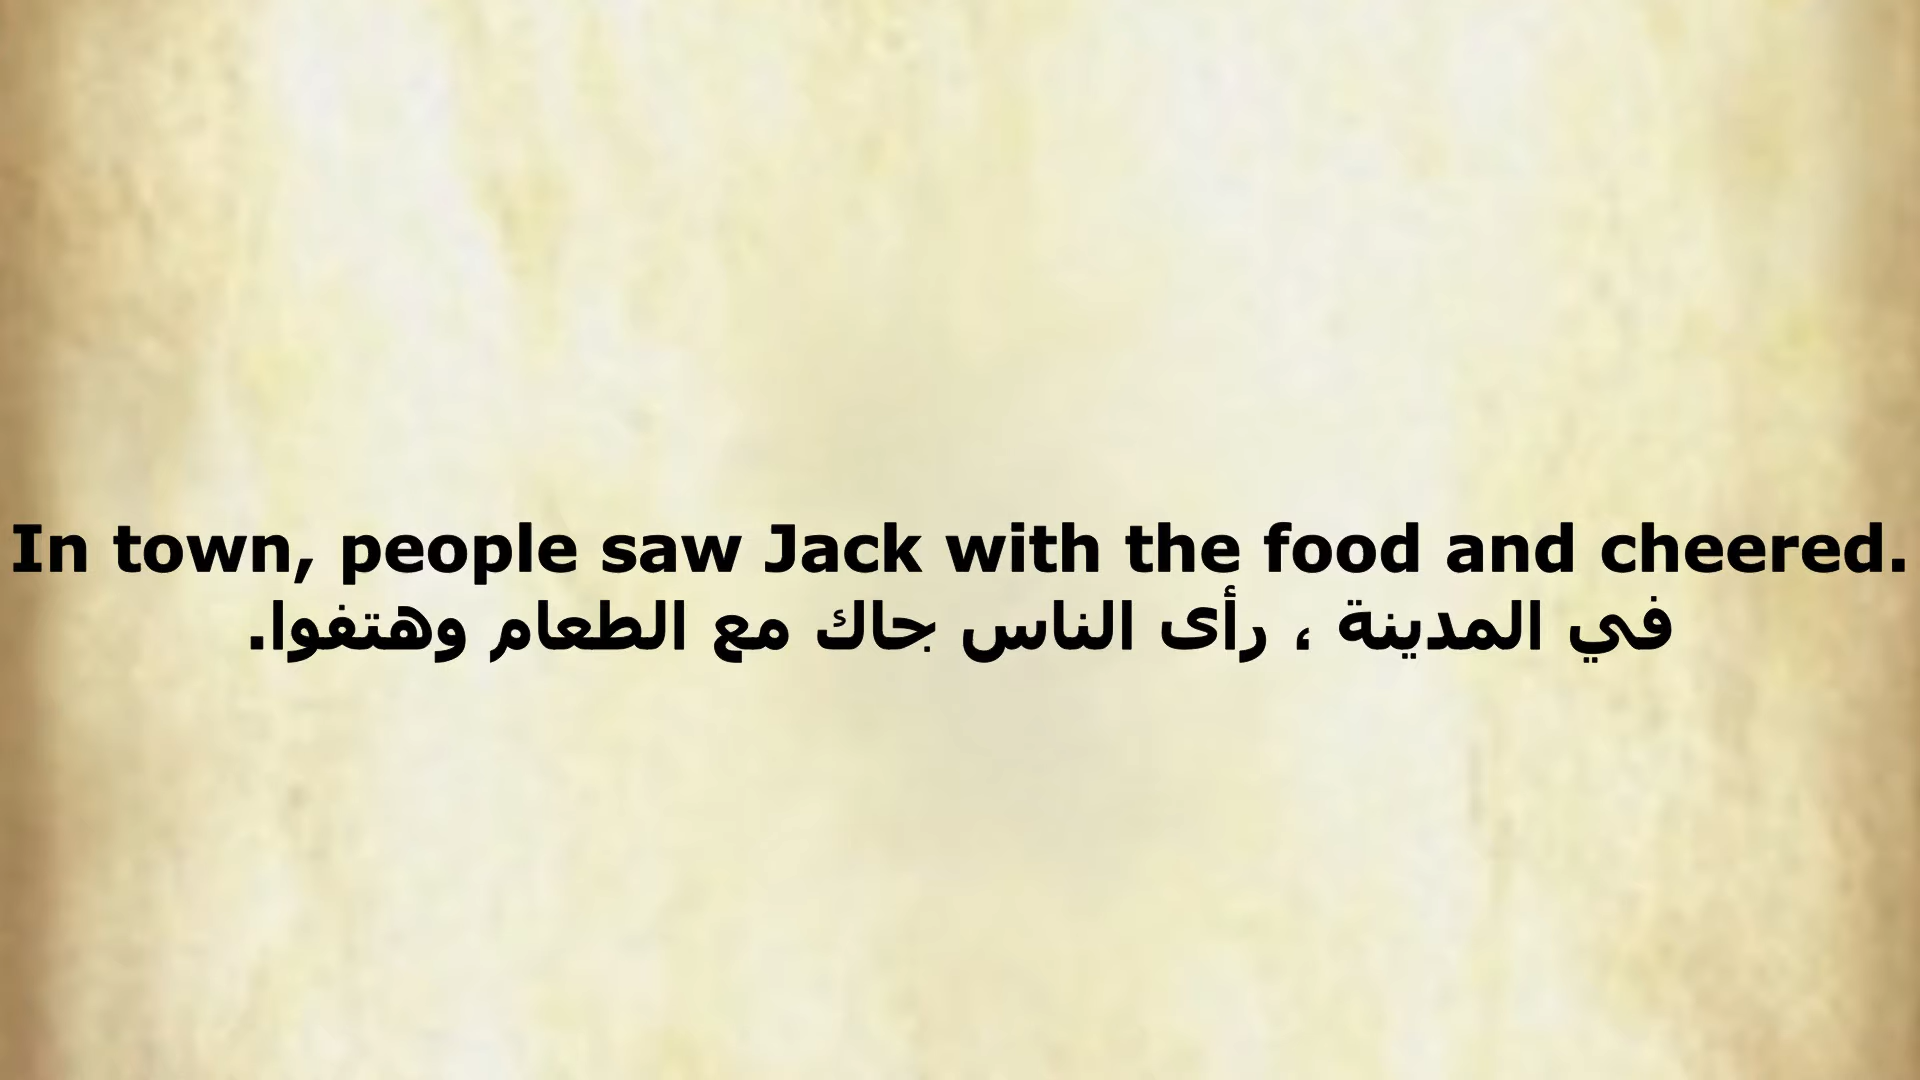 In town, people saw Jack with the food and cheered.
في المدينة ، رأى الناس جاك مع الطعام وهتفوا.